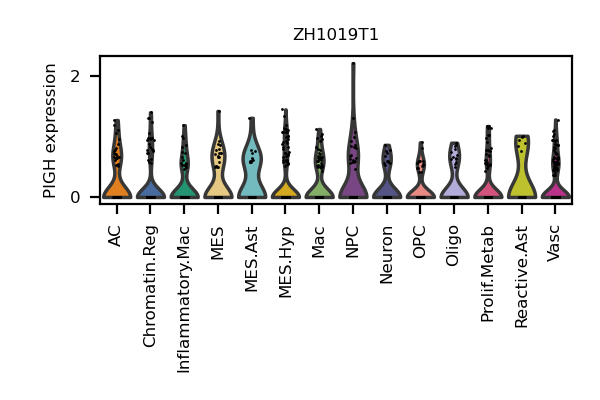 ZH1019T1
PIGH expression
2
0
AC
Chromatin.Reg
Inflammatory.Mac
MES
MES.Ast
MES.Hyp
Mac
NPC
Neuron
OPC
Oligo
Prolif.Metab
Reactive.Ast
Vasc